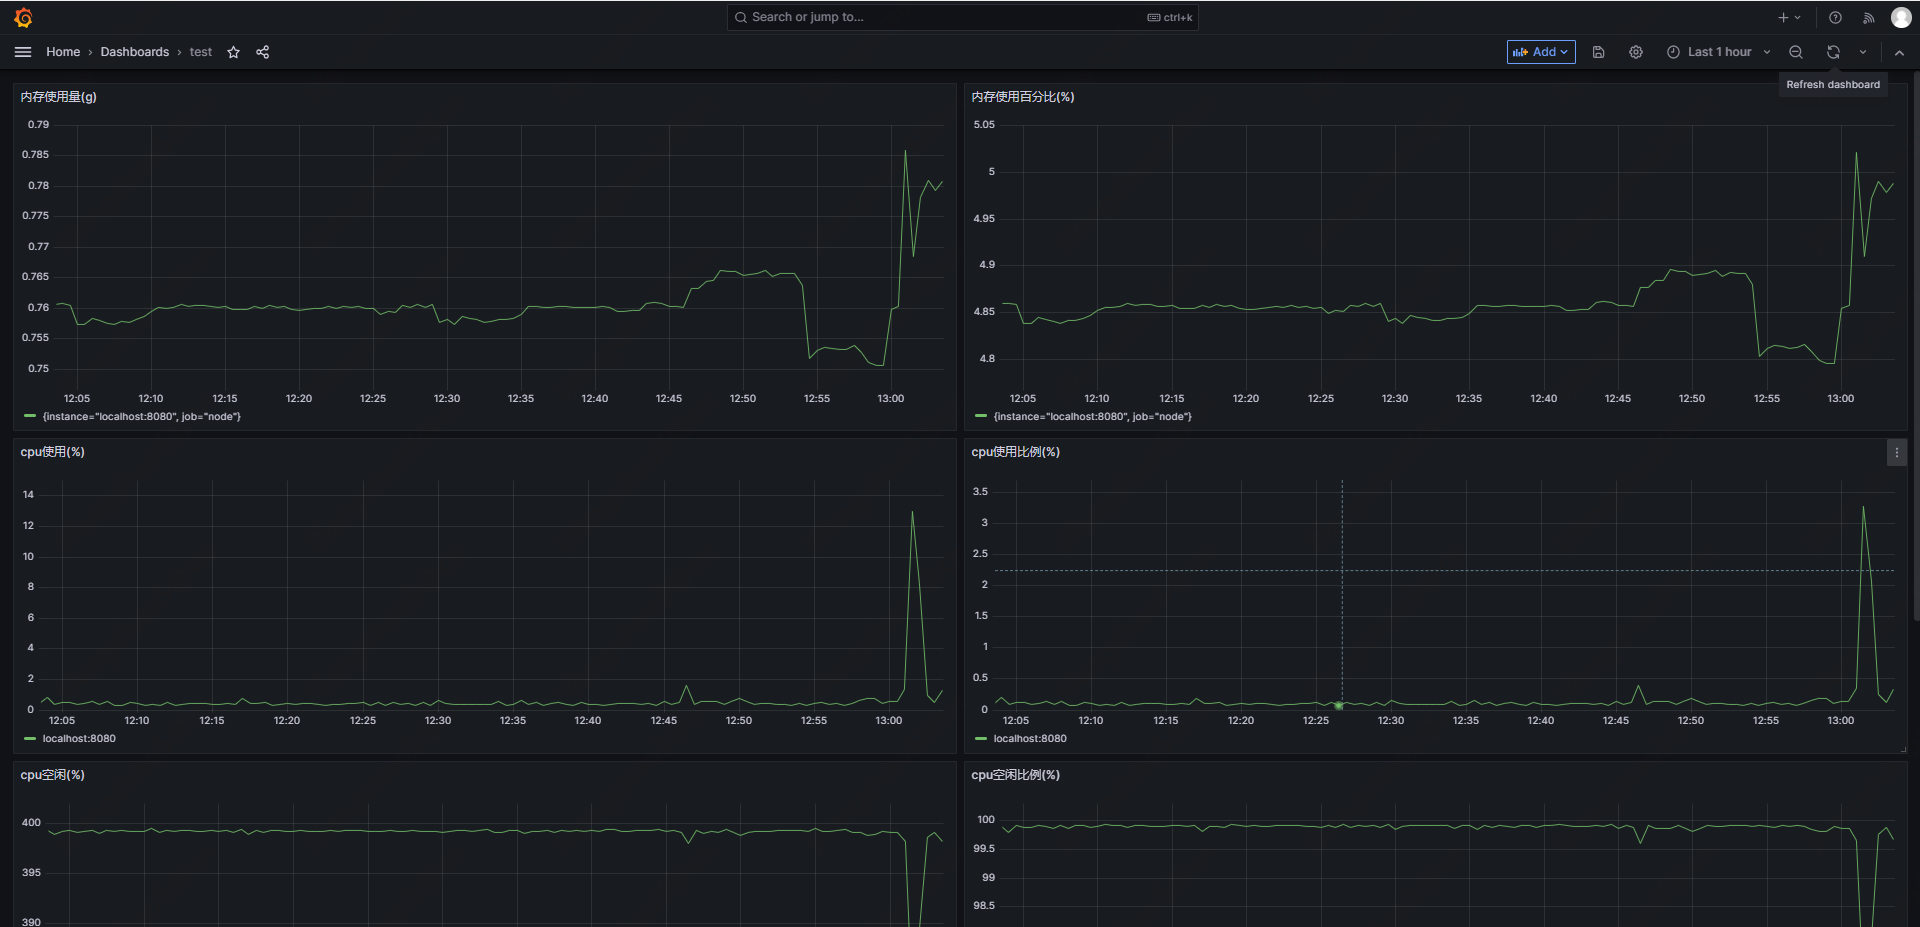 Search or jump to...
ctrl+k
Home › Dashboards › test
Add
Last 1 hour
Refresh dashboard
内存使用量(g)
0.79
0.785
0.78
0.775
0.77
0.765
0.76
0.755
0.75
12:05 12:10 12:15 12:20 12:25 12:30 12:35 12:40 12:45 12:50 12:55 13:00
{instance="localhost:8080", job="node"}
内存使用百分比(%)
5.05
5
4.95
4.9
4.85
4.8
12:05 12:10 12:15 12:20 12:25 12:30 12:35 12:40 12:45 12:50 12:55 13:00
{instance="localhost:8080", job="node"}
cpu使用(%)
14
12
10
8
6
4
2
0
12:05 12:10 12:15 12:20 12:25 12:30 12:35 12:40 12:45 12:50 12:55 13:00
localhost:8080
cpu使用比例(%)
3.5
3
2.5
2
1.5
1
0.5
0
12:05 12:10 12:15 12:20 12:25 12:30 12:35 12:40 12:45 12:50 12:55 13:00
localhost:8080
cpu空闲(%)
400
395
390
cpu空闲比例(%)
100
99.5
99
98.5